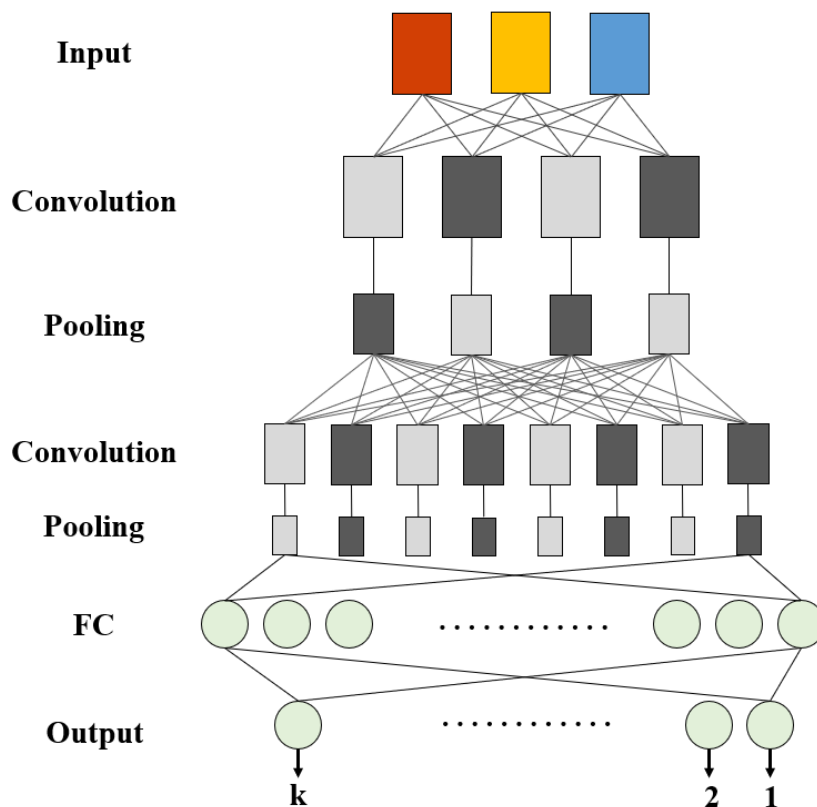 Input
Convolution
Pooling
Convolution
Pooling
FC
............
Output
............
k 2 1